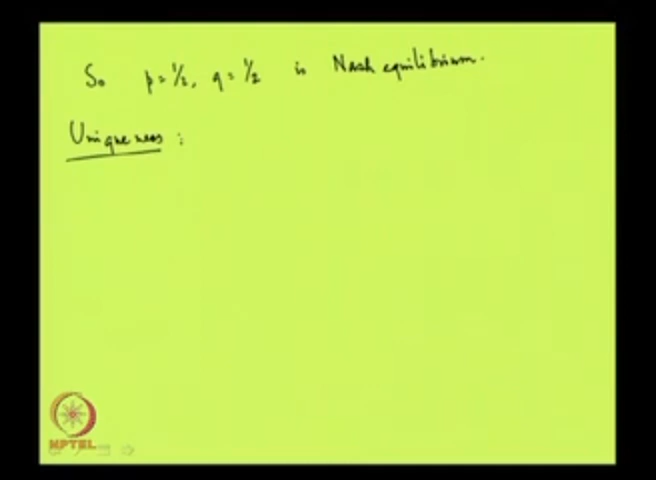 So p = 1/2, q = 1/2 is Nash equilibrium.
Uniqueness :
NPTEL